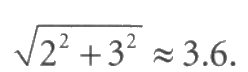 √(2² + 3²) ≈ 3.6.